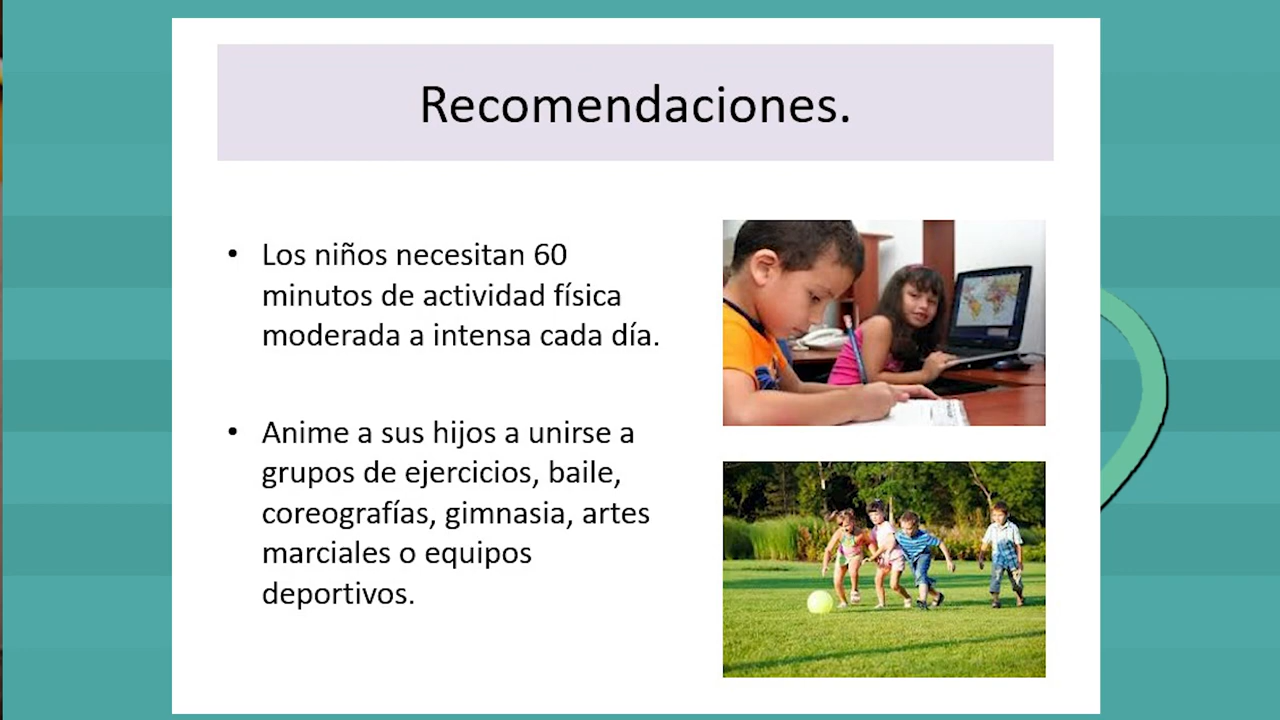 Recomendaciones.
• Los niños necesitan 60
minutos de actividad física
moderada a intensa cada día.
• Anime a sus hijos a unirse a
grupos de ejercicios, baile,
coreografías, gimnasia, artes
marciales o equipos
deportivos.